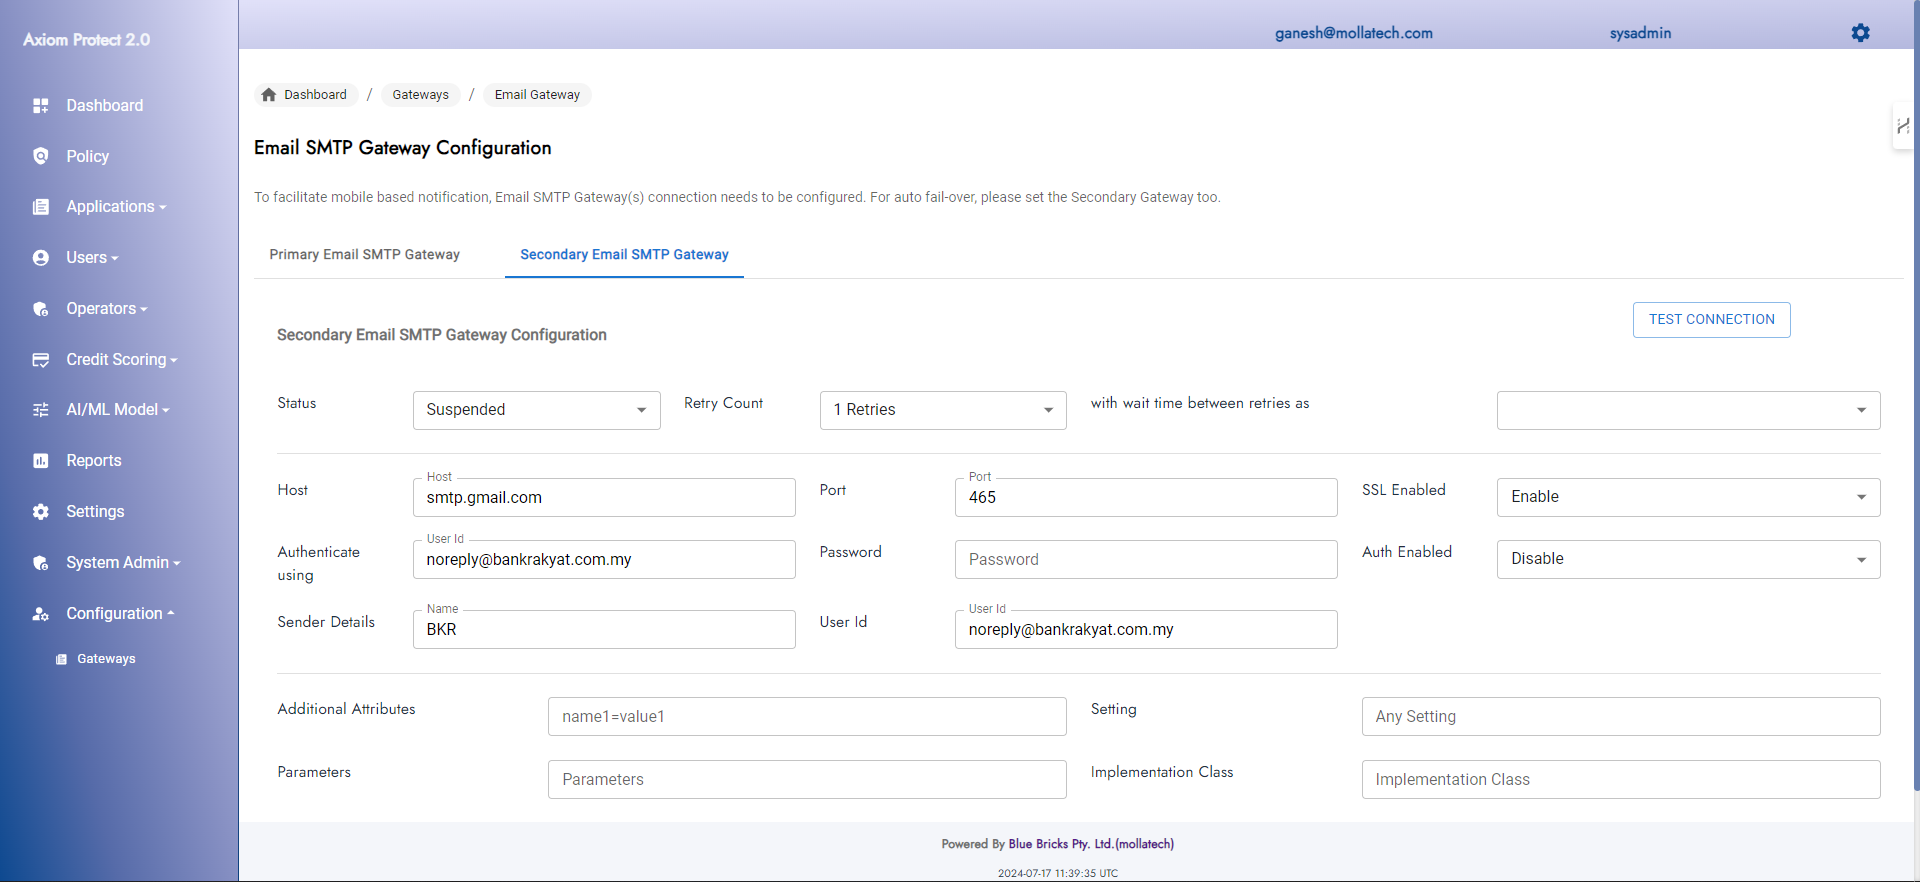 Axiom Protect 2.0
ganesh@mollatech.com sysadmin
Dashboard
Policy
Applications
Users
Operators
Credit Scoring
AI/ML Model
Reports
Settings
System Admin
Configuration
Gateways
Dashboard / Gateways / Email Gateway
Email SMTP Gateway Configuration
To facilitate mobile based notification, Email SMTP Gateway(s) connection needs to be configured. For auto fail-over, please set the Secondary Gateway too.
Primary Email SMTP Gateway Secondary Email SMTP Gateway
TEST CONNECTION
Secondary Email SMTP Gateway Configuration
Status Suspended Retry Count 1 Retries with wait time between retries as
Host Host smtp.gmail.com Port Port 465 SSL Enabled Enable
Authenticate using User Id noreply@bankrakyat.com.my Password Password Auth Enabled Disable
Sender Details Name BKR User Id User Id noreply@bankrakyat.com.my
Additional Attributes name1=value1 Setting Any Setting
Parameters Parameters Implementation Class Implementation Class
Powered By Blue Bricks Pty. Ltd.(mollatech)
2024-07-17 11:39:35 UTC